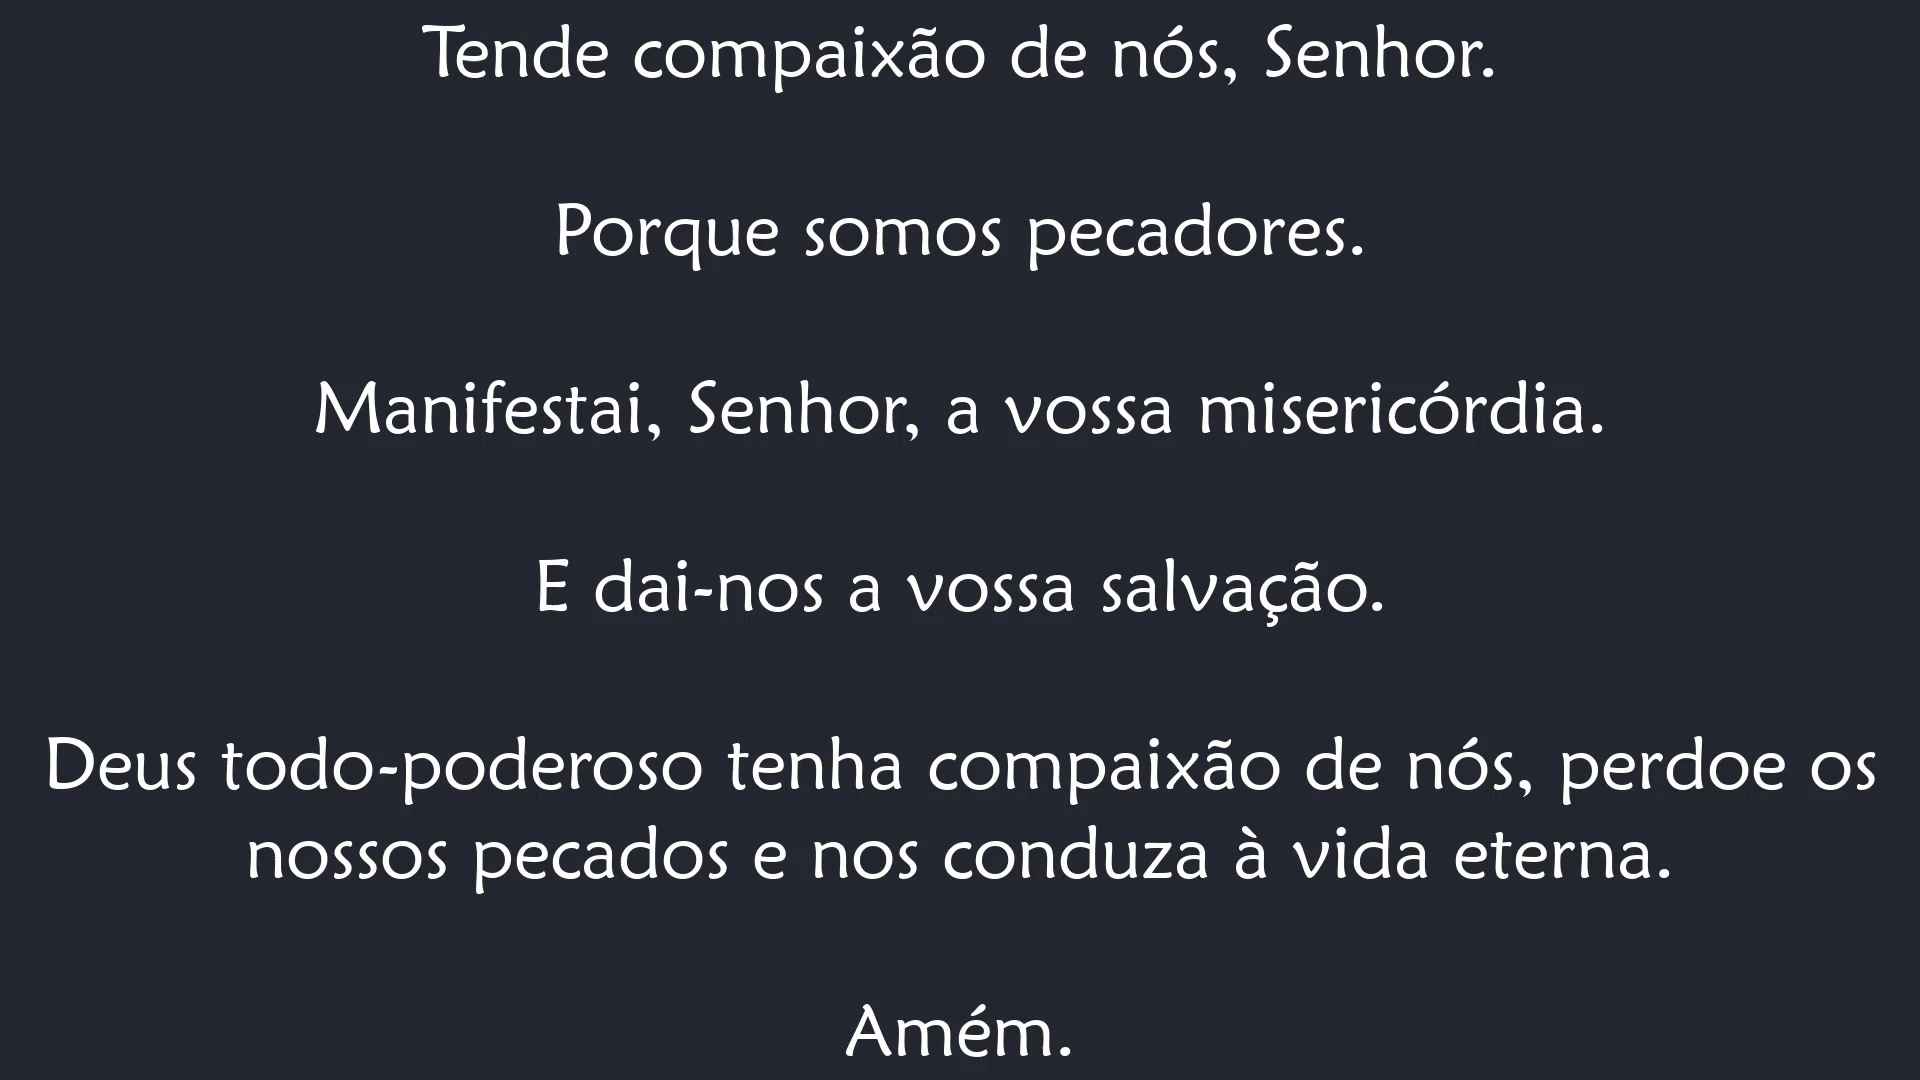 Tende compaixão de nós, Senhor.
Porque somos pecadores.
Manifestai, Senhor, a vossa misericórdia.
E dai-nos a vossa salvação.
Deus todo-poderoso tenha compaixão de nós, perdoe os
nossos pecados e nos conduza à vida eterna.
Amém.